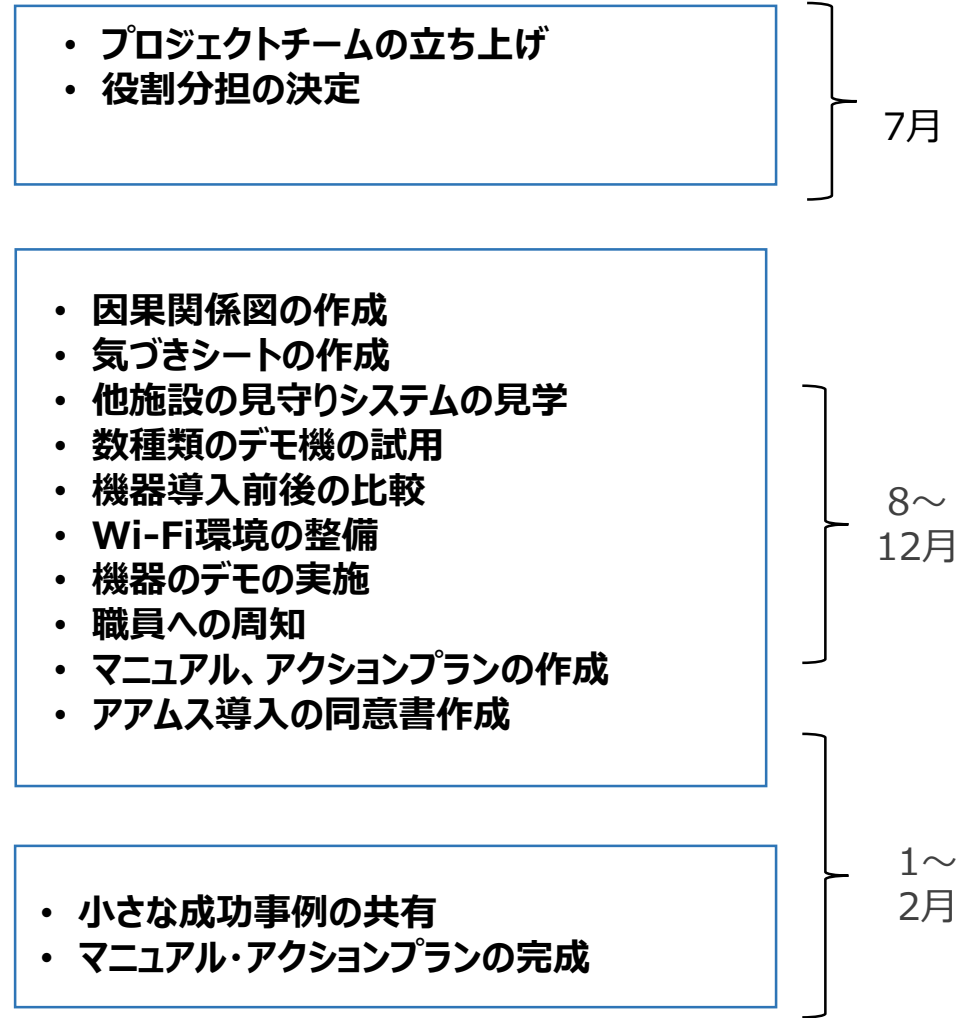 • プロジェクトチームの立ち上げ
• 役割分担の決定
7月
• 因果関係図の作成
• 気づきシートの作成
• 他施設の見守りシステムの見学
• 数種類のデモ機の試用
• 機器導入前後の比較
• Wi-Fi環境の整備
• 機器のデモの実施
• 職員への周知
• マニュアル、アクションプランの作成
• アアムス導入の同意書作成
8～
12月
• 小さな成功事例の共有
• マニュアル・アクションプランの完成
1～
2月